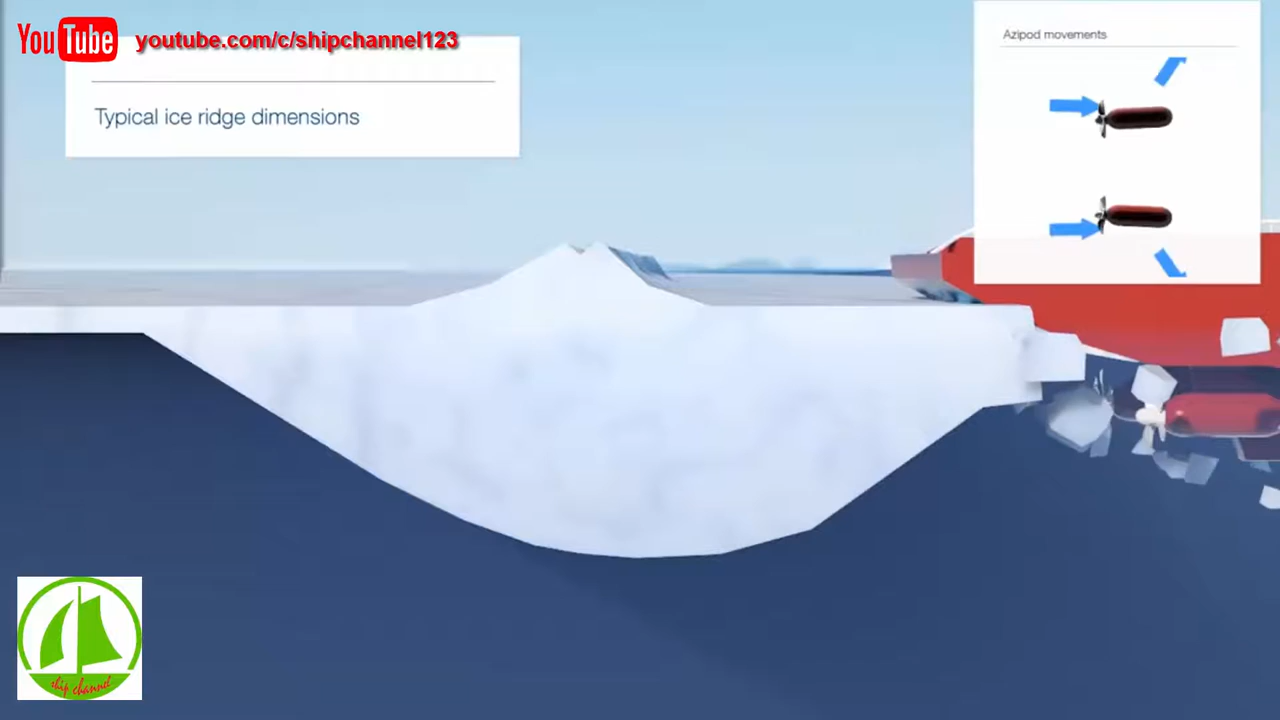 YouTube
youtube.com/c/shipchannel123
Typical ice ridge dimensions
Azipod movements
ship channel